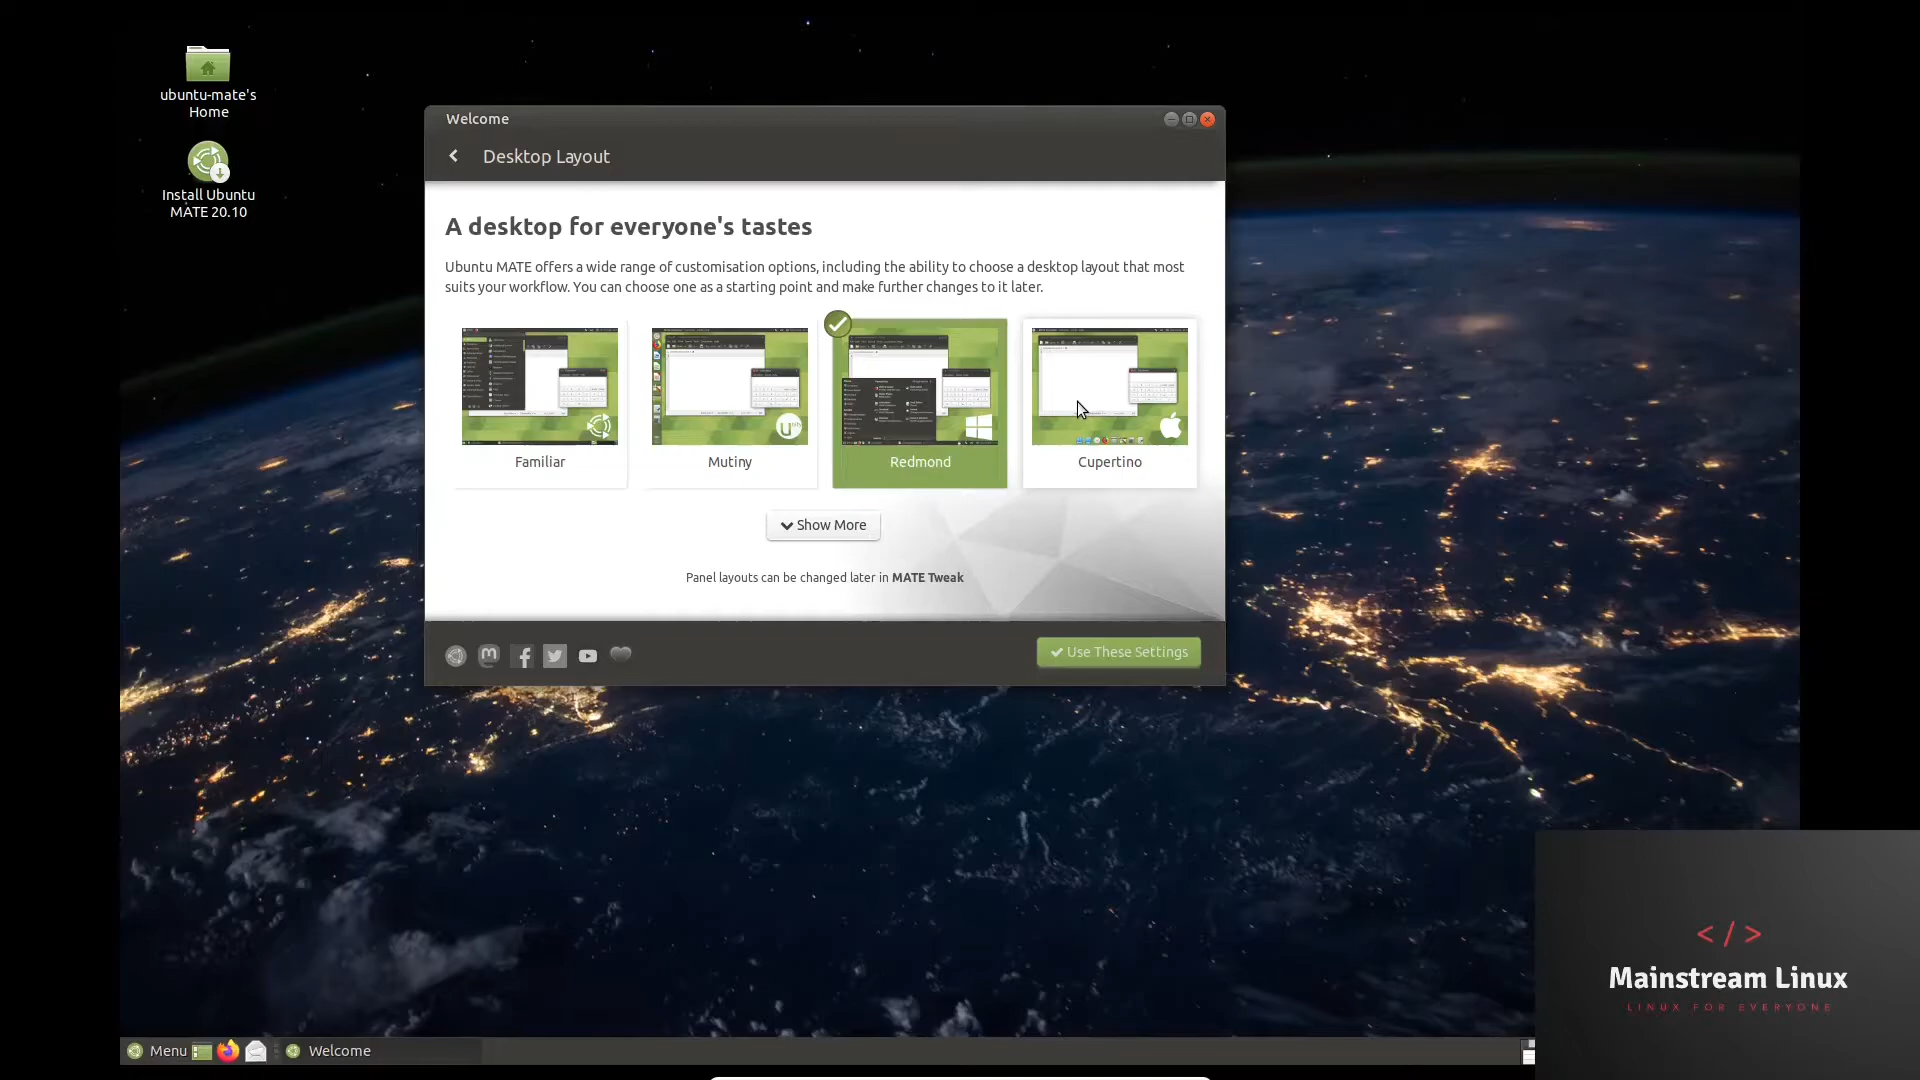 ubuntu-mate's
Home
Install Ubuntu
MATE 20.10
Welcome
Desktop Layout
A desktop for everyone's tastes
Ubuntu MATE offers a wide range of customisation options, including the ability to choose a desktop layout that most
suits your workflow. You can choose one as a starting point and make further changes to it later.
Familiar
Mutiny
Redmond
Cupertino
Show More
Panel layouts can be changed later in MATE Tweak
Use These Settings
</>
Mainstream Linux
LINUX FOR EVERYONE
Menu
Welcome